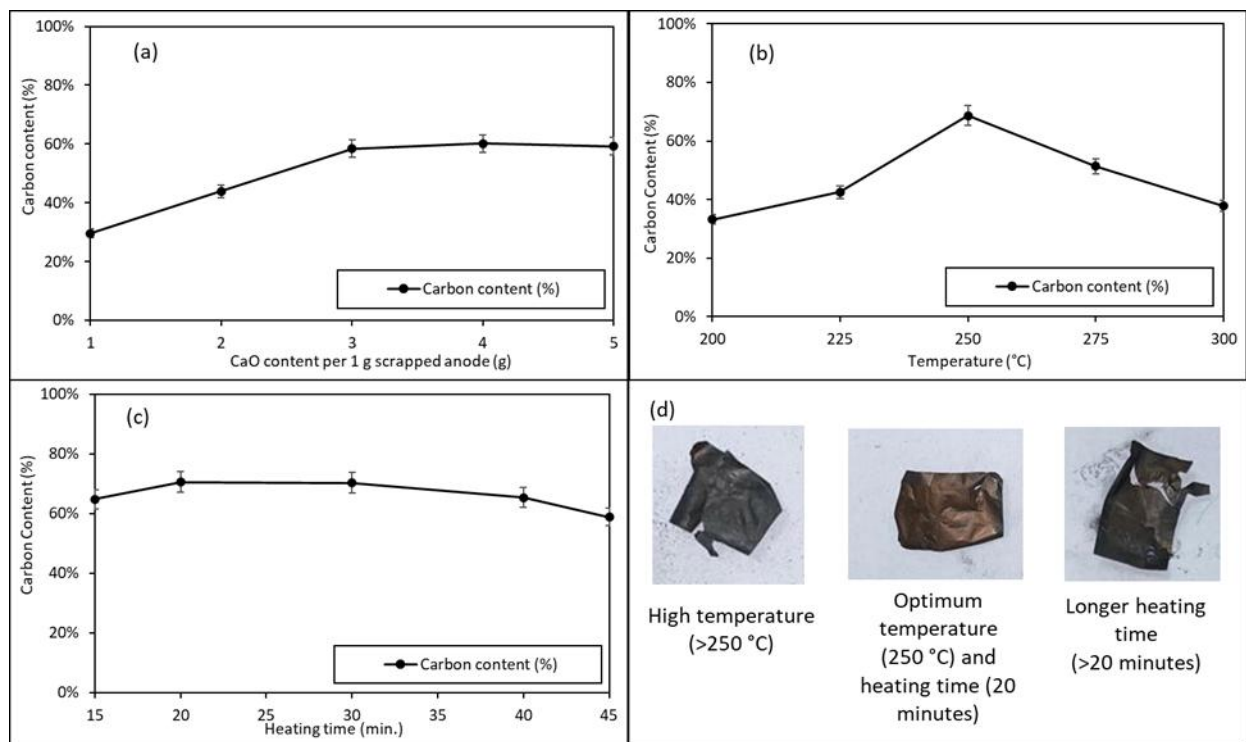 (a)
Carbon content (%)
100%
80%
60%
40%
20%
0%
1 2 3 4 5
CaO content per 1 g scrapped anode (g)
Carbon content (%)
(b)
Carbon Content (%)
100%
80%
60%
40%
20%
0%
200 225 250 275 300
Temperature (°C)
Carbon content (%)
(c)
Carbon Content (%)
100%
80%
60%
40%
20%
0%
15 20 25 30 35 40 45
Heating time (min.)
Carbon content (%)
(d)
High temperature
(>250 °C)
Optimum
temperature
(250 °C) and
heating time (20
minutes)
Longer heating
time
(>20 minutes)